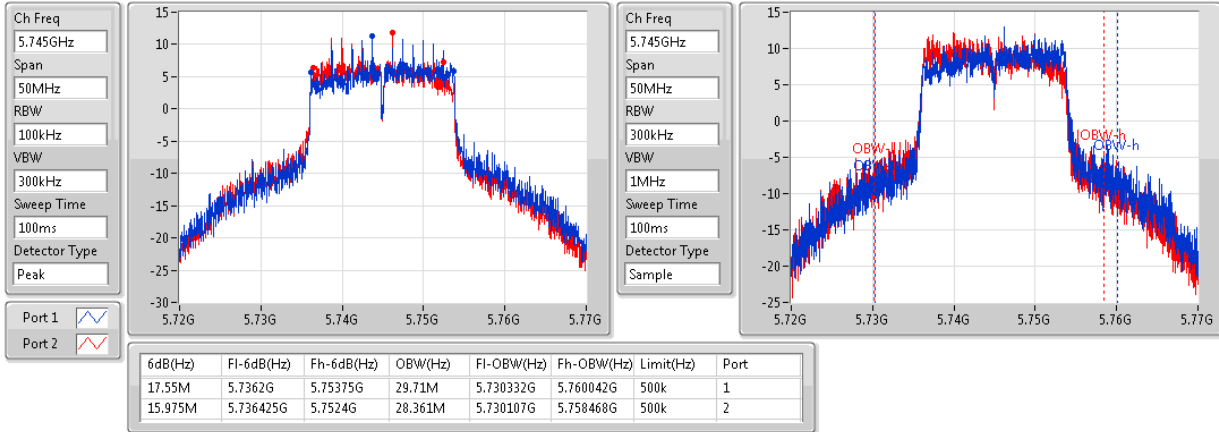 Ch Freq
5.745GHz
Span
50MHz
RBW
100kHz
VBW
300kHz
Sweep Time
100ms
Detector Type
Peak
Port 1
Port 2
15
10
5
0
-5
-10
-15
-20
-25
-30
5.72G 5.73G 5.74G 5.75G 5.76G 5.77G
Ch Freq
5.745GHz
Span
50MHz
RBW
300kHz
VBW
1MHz
Sweep Time
100ms
Detector Type
Sample
15
10
5
0
-5
-10
-15
-20
-25
OBW-h
OBW-h
5.72G 5.73G 5.74G 5.75G 5.76G 5.77G
6dB(Hz) Fl-6dB(Hz) Fh-6dB(Hz) OBW(Hz) Fl-OBW(Hz) Fh-OBW(Hz) Limit(Hz) Port
17.55M 5.7362G 5.75375G 29.71M 5.730332G 5.760042G 500k 1
15.975M 5.736425G 5.7524G 28.361M 5.730107G 5.758468G 500k 2